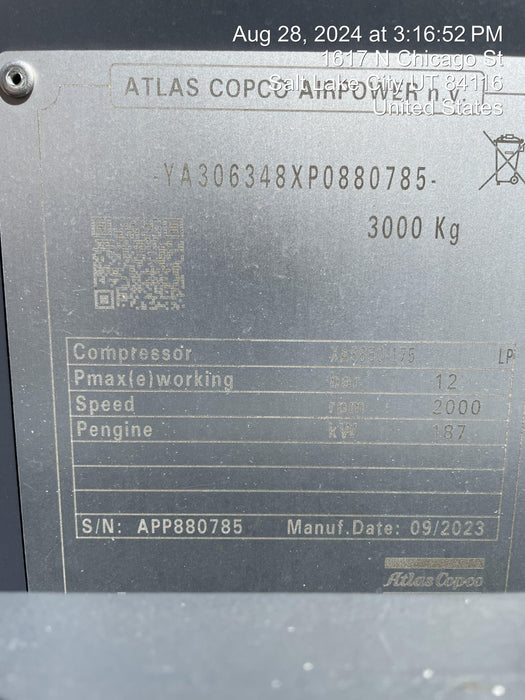 Aug 28, 2024 at 3:16:52 PM
1617 N Chicago St
Salt Lake City UT 84116
United States
ATLAS COPCO AIRPOWER n.V.
-YA306348XP0880785-
3000 Kg
Compressor LP
Pmax(e)working bar 12
Speed rpm 2000
Pengine kW 187
S/N: APP880785 Manuf.Date: 09/2023
Atlas Copco